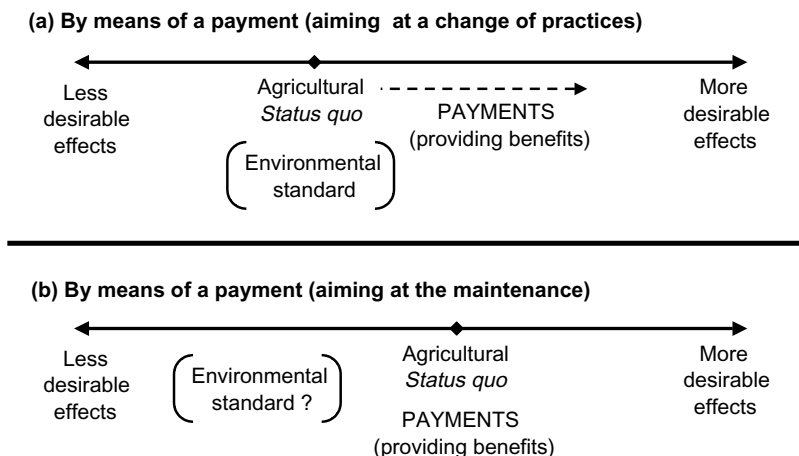 (a) By means of a payment (aiming at a change of practices)
Less
desirable
effects
Agricultural
Status quo
Environmental
standard
PAYMENTS
(providing benefits)
More
desirable
effects
(b) By means of a payment (aiming at the maintenance)
Less
desirable
effects
Environmental
standard ?
Agricultural
Status quo
PAYMENTS
(providing benefits)
More
desirable
effects